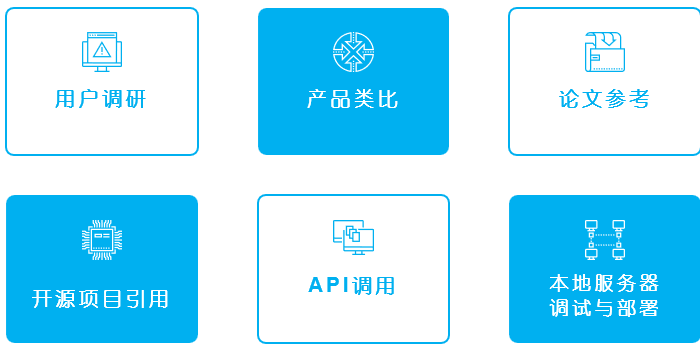 用户调研
产品类比
论文参考
开源项目引用
API调用
本地服务器
调试与部署